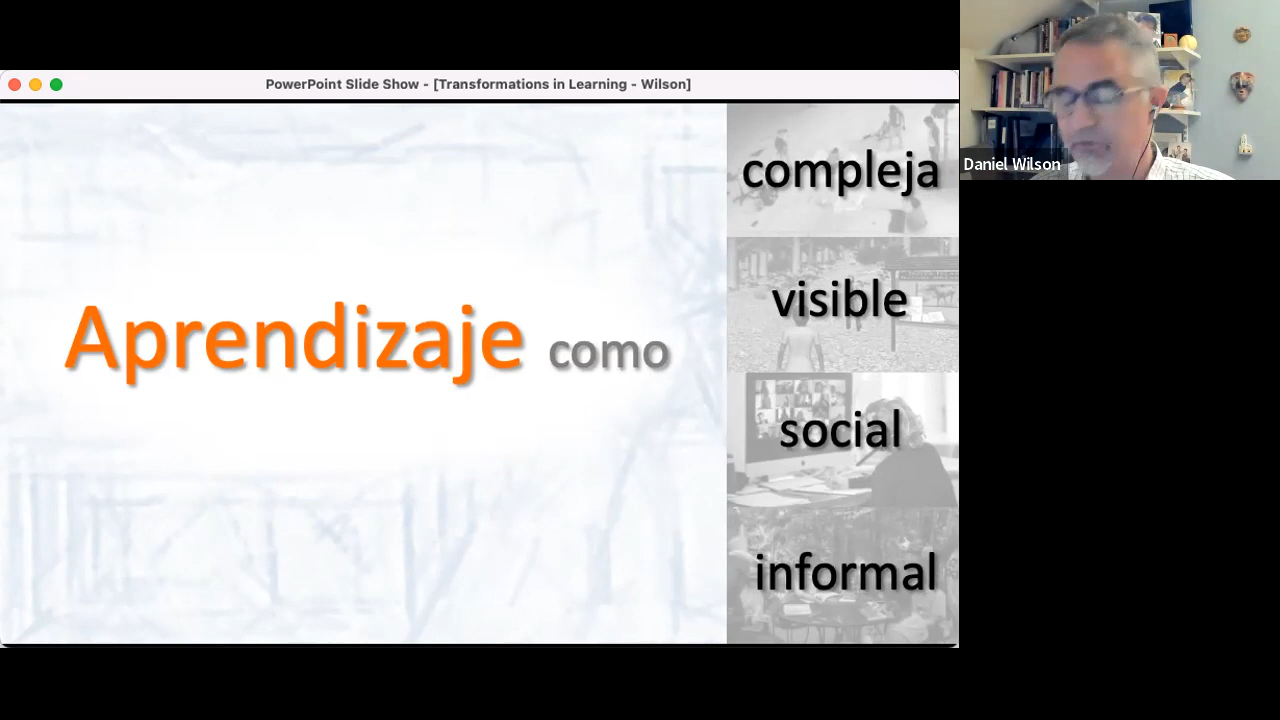 PowerPoint Slide Show - [Transformations in Learning - Wilson]
Aprendizaje como
compleja
visible
social
informal
Daniel Wilson